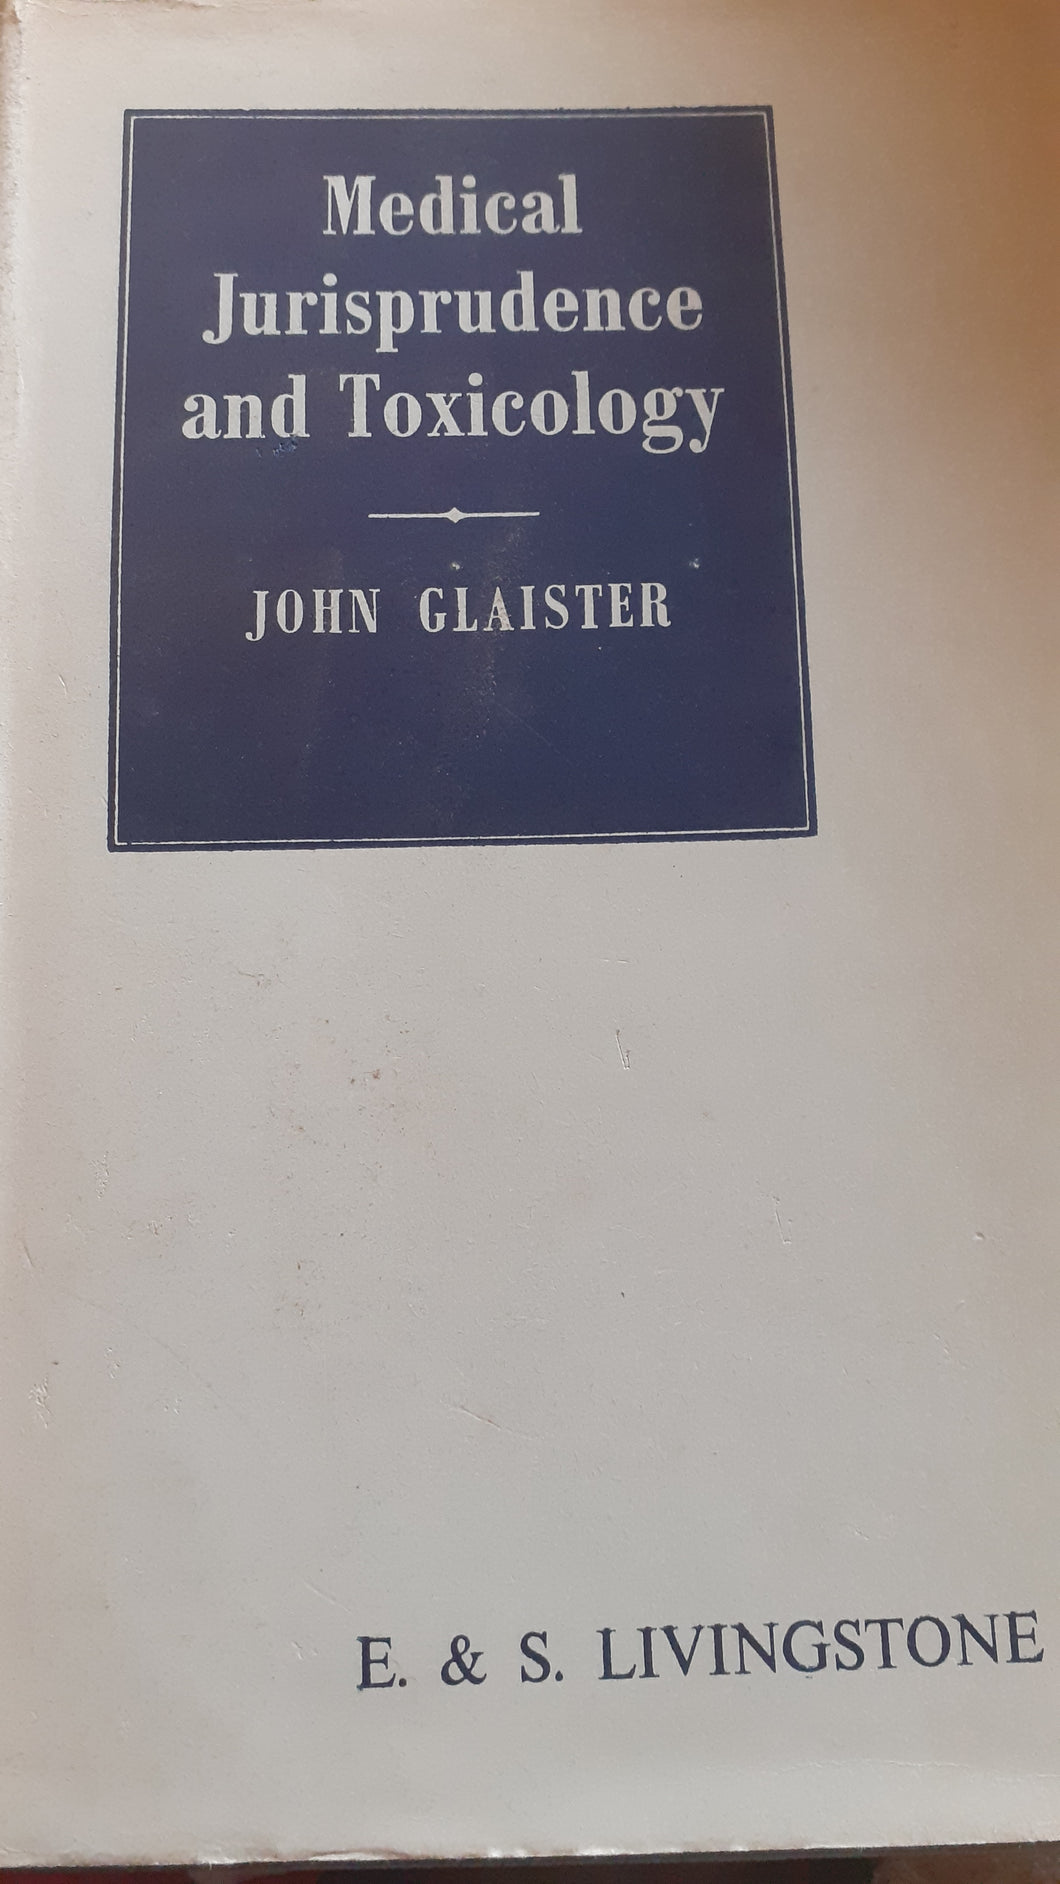 Medical
Jurisprudence
and Toxicology
JOHN GLAISTER
E. & S. LIVINGSTONE